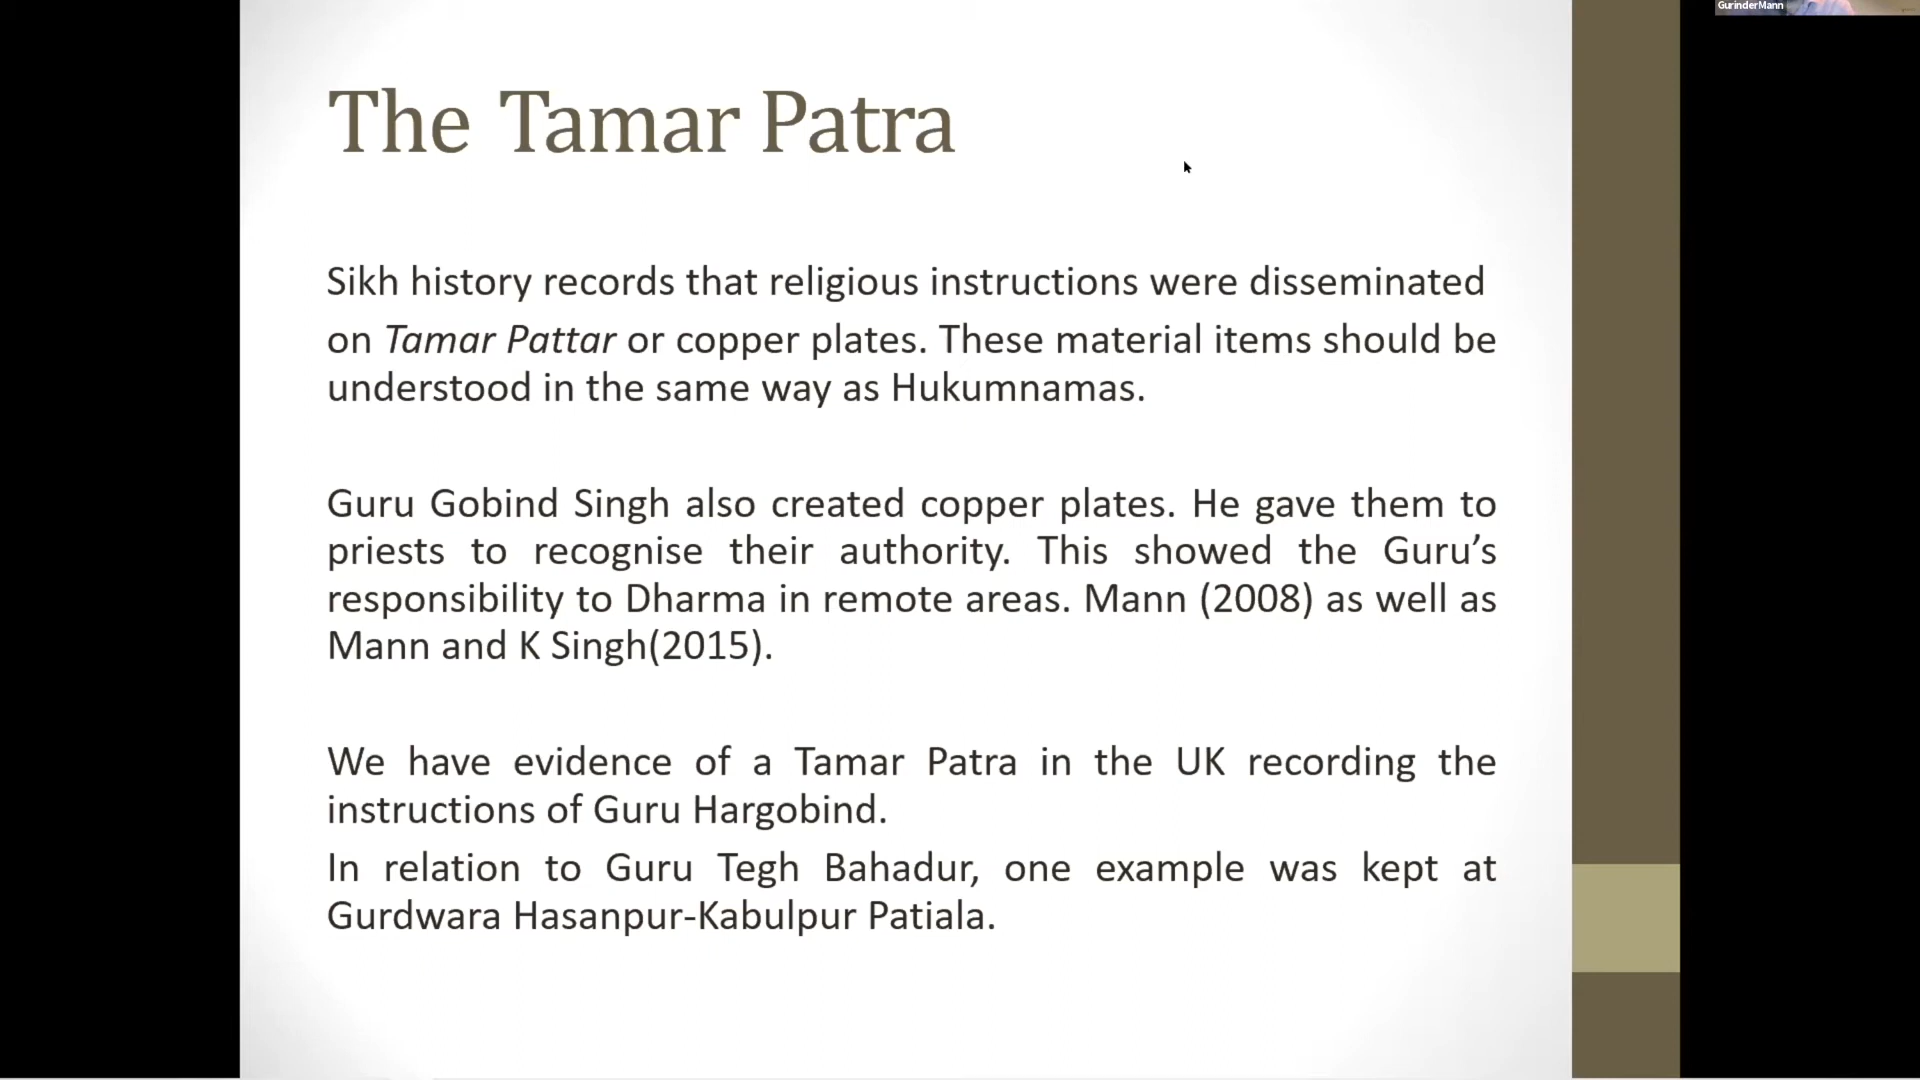 GurinderMann
The Tamar Patra
Sikh history records that religious instructions were disseminated
on Tamar Pattar or copper plates. These material items should be
understood in the same way as Hukumnamas.
Guru Gobind Singh also created copper plates. He gave them to
priests to recognise their authority. This showed the Guru’s
responsibility to Dharma in remote areas. Mann (2008) as well as
Mann and K Singh(2015).
We have evidence of a Tamar Patra in the UK recording the
instructions of Guru Hargobind.
In relation to Guru Tegh Bahadur, one example was kept at
Gurdwara Hasanpur-Kabulpur Patiala.